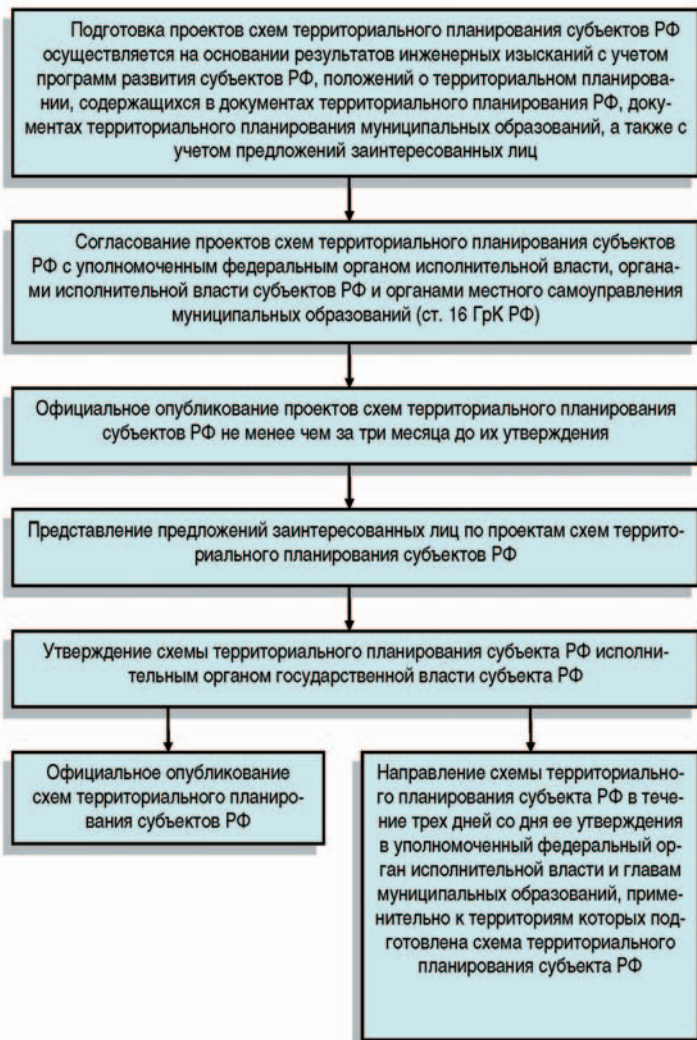 Подготовка проектов схем территориального планирования субъектов РФ
осуществляется на основании результатов инженерных изысканий с учетом
программ развития субъектов РФ, положений о территориальном планирова-
нии, содержащихся в документах территориального планирования РФ, доку-
ментах территориального планирования муниципальных образований, а также с
учетом предложений заинтересованных лиц
Согласование проектов схем территориального планирования субъектов
РФ с уполномоченным федеральным органом исполнительной власти, органа-
ми исполнительной власти субъектов РФ и органами местного самоуправления
муниципальных образований (ст. 16 ГрК РФ)
Официальное опубликование проектов схем территориального планирования
субъектов РФ не менее чем за три месяца до их утверждения
Представление предложений заинтересованных лиц по проектам схем террито-
риального планирования субъектов РФ
Утверждение схемы территориального планирования субъекта РФ исполни-
тельным органом государственной власти субъекта РФ
Официальное опубликование
схем территориального планиро-
вания субъектов РФ
Направление схемы территориально-
го планирования субъекта РФ в тече-
ние трех дней со дня ее утверждения
в уполномоченный федеральный ор-
ган исполнительной власти и главам
муниципальных образований, приме-
нительно к территориям которых под-
готовлена схема территориального
планирования субъекта РФ